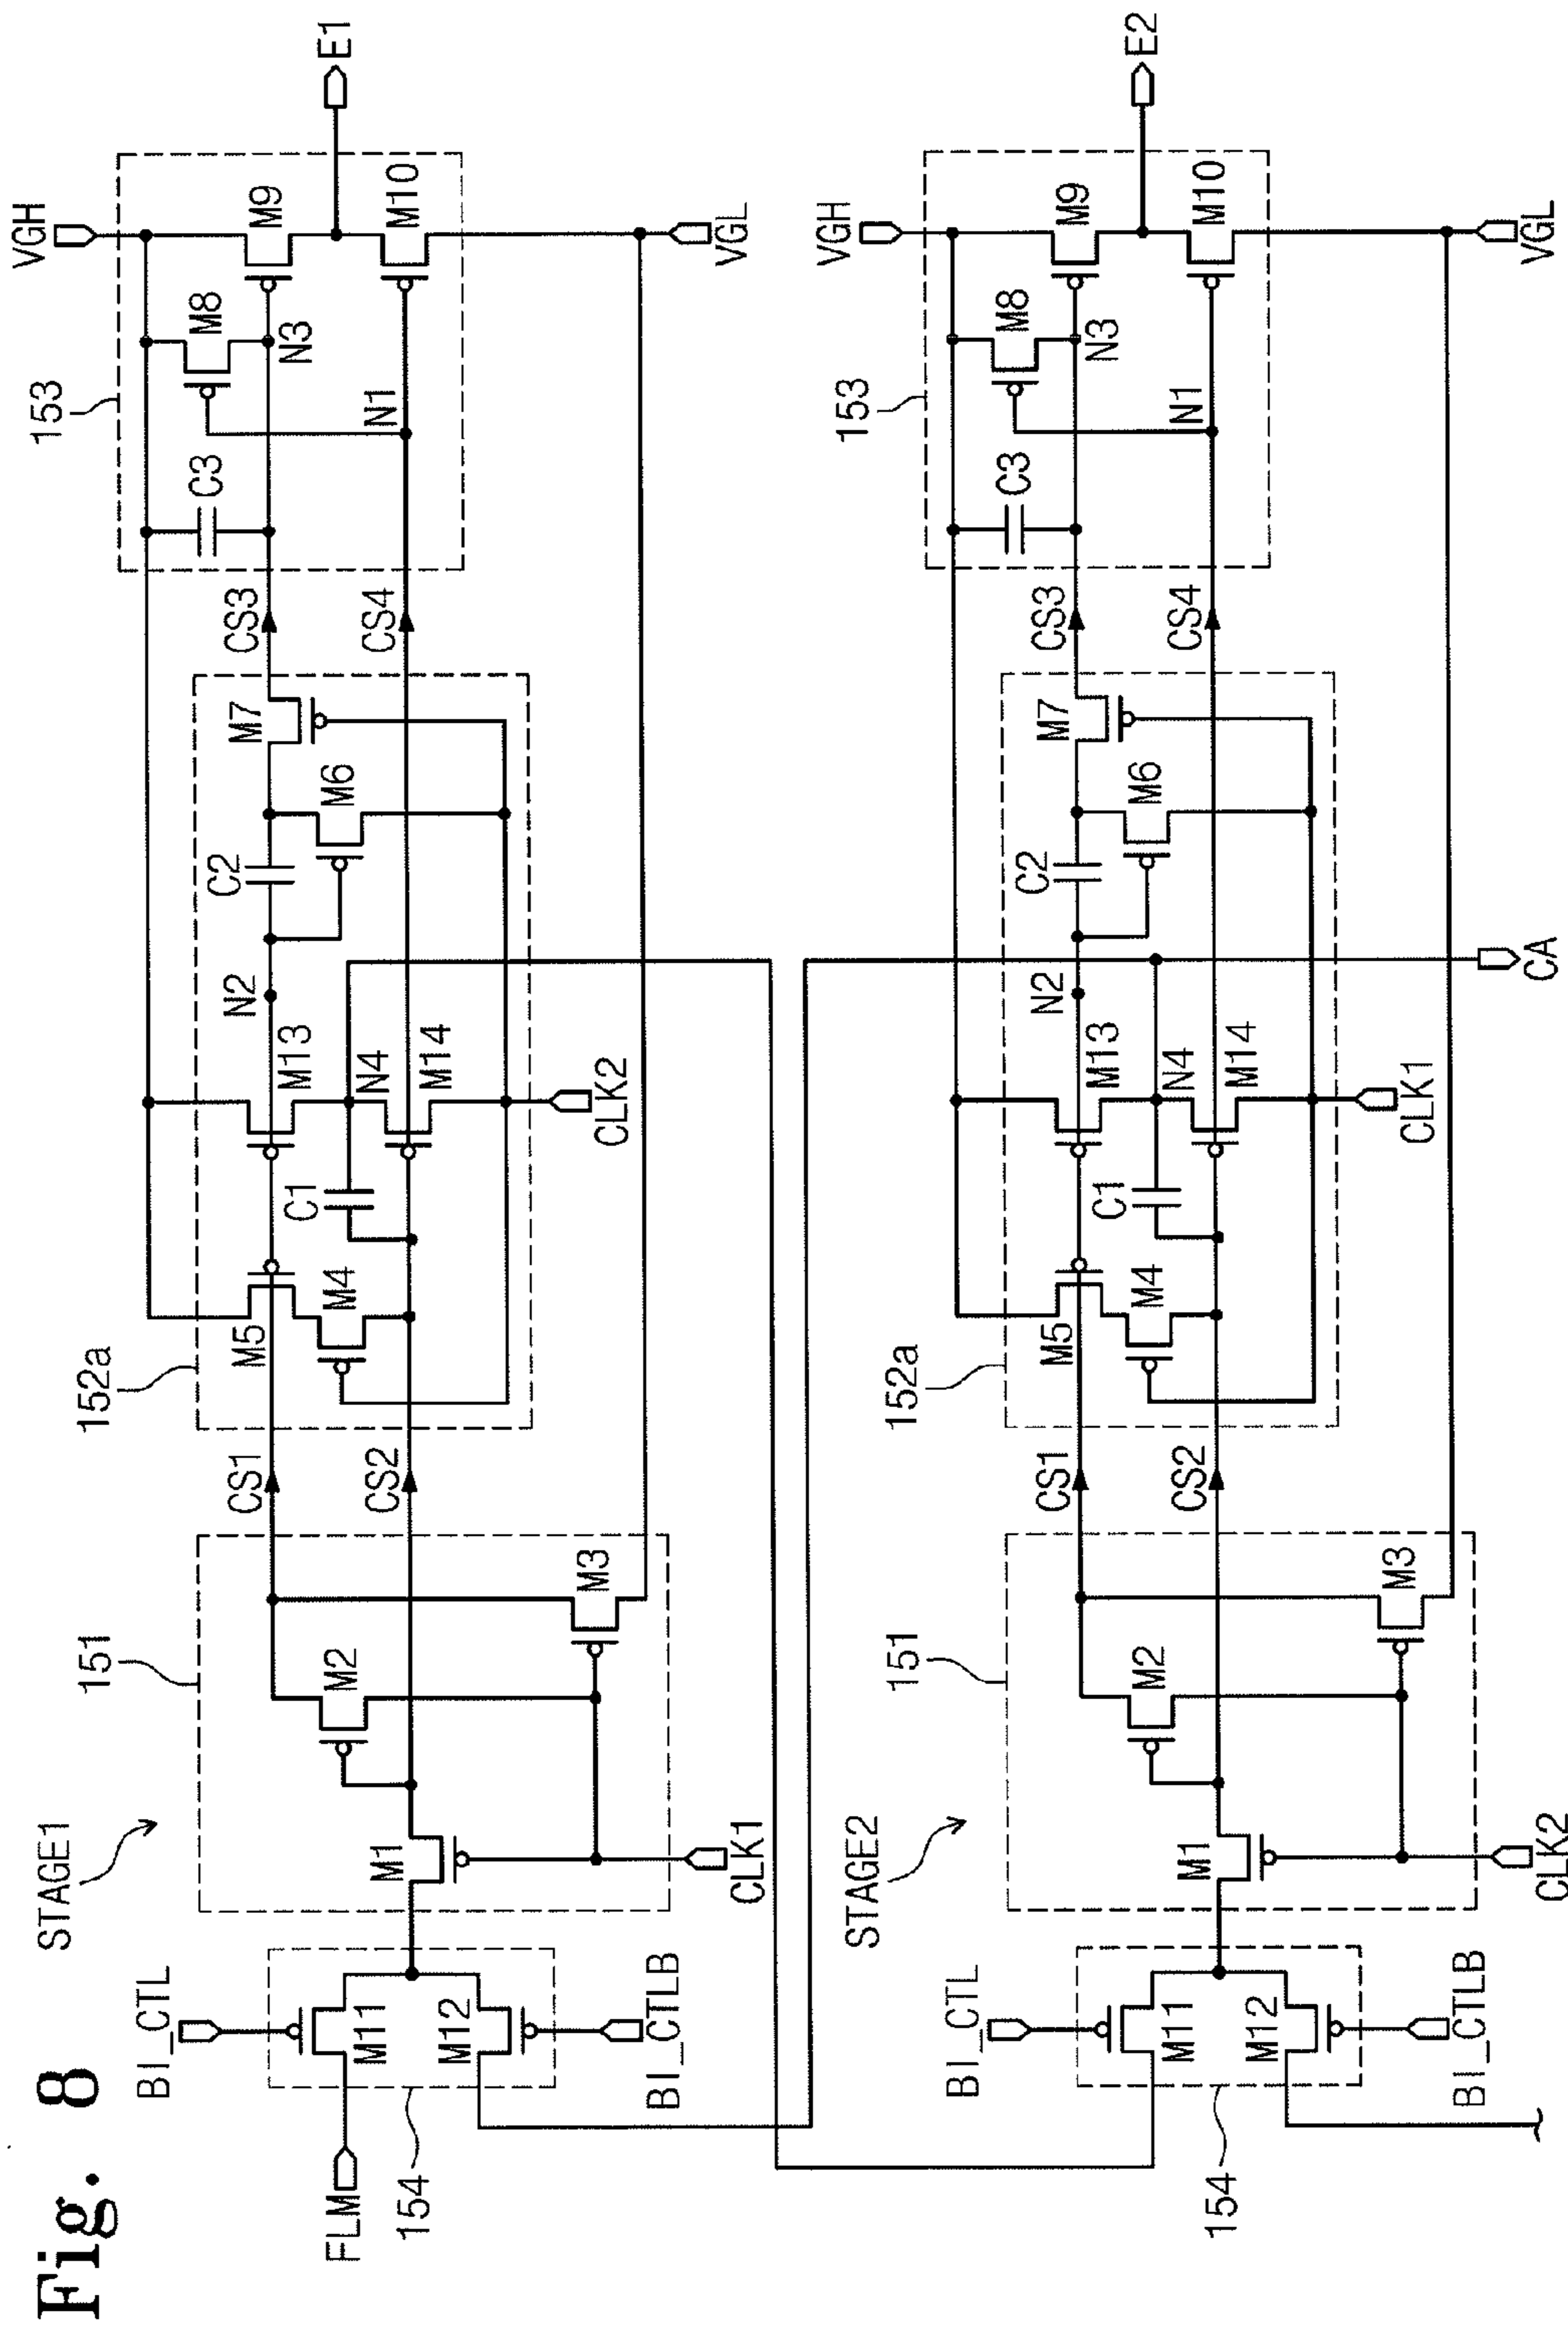 Fig. 8
STAGE1
BI_CTL
FLM
M11
M12
BI_CTLB
154
151
M1
M2
M3
CLK1
CS1
CS2
152a
M5
M4
C1
M13
N4
M14
CLK2
N2
C2
M6
M7
CS3
CS4
153
C3
M8
N3
N1
VGH
M9
M10
VGL
E1
STAGE2
BI_CTL
M11
M12
BI_CTLB
154
151
M1
M2
M3
CLK2
CS1
CS2
152a
M5
M4
C1
M13
N4
M14
CLK1
N2
CA
C2
M6
M7
CS3
CS4
153
C3
M8
N3
N1
VGH
M9
M10
VGL
E2